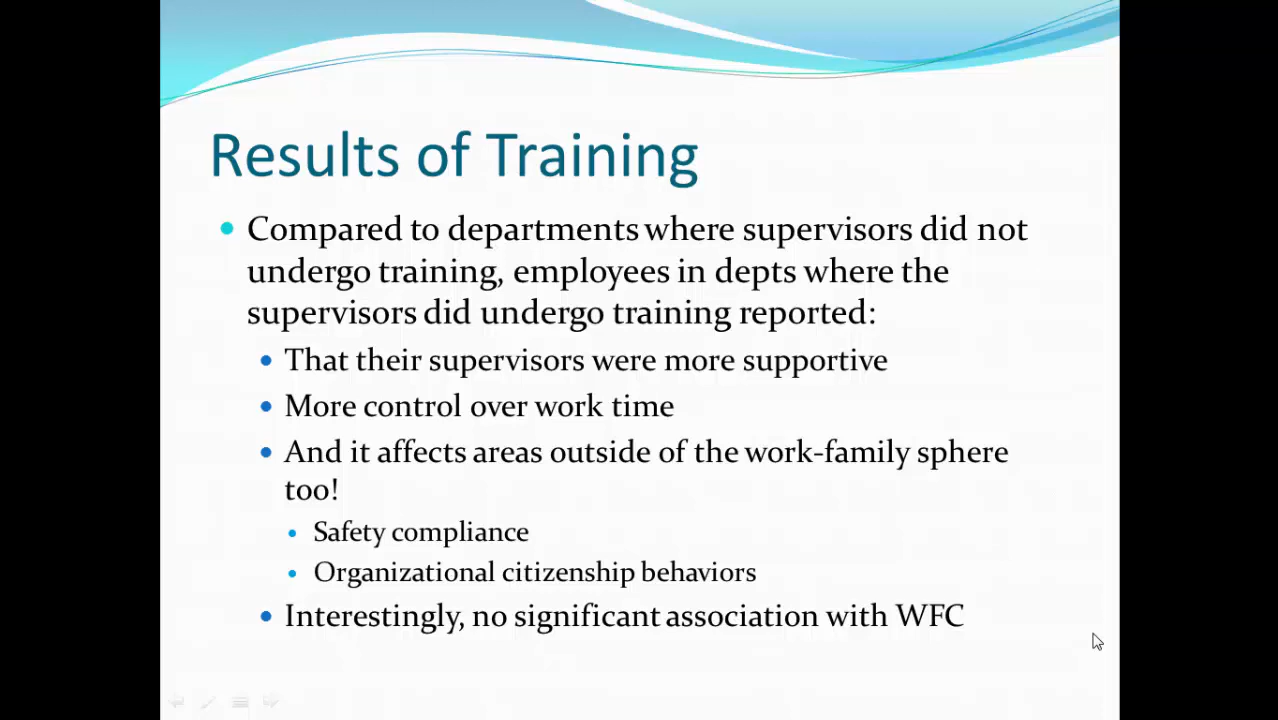 Results of Training
Compared to departments where supervisors did not
undergo training, employees in depts where the
supervisors did undergo training reported:
That their supervisors were more supportive
More control over work time
And it affects areas outside of the work-family sphere
too!
Safety compliance
Organizational citizenship behaviors
Interestingly, no significant association with WFC